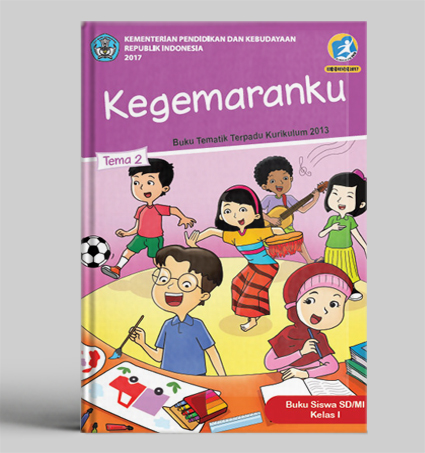 KEMENTERIAN PENDIDIKAN DAN KEBUDAYAAN
REPUBLIK INDONESIA
2017
Kegemaranku
Buku Tematik Terpadu Kurikulum 2013
Tema 2
Buku Siswa SD/MI
Kelas I